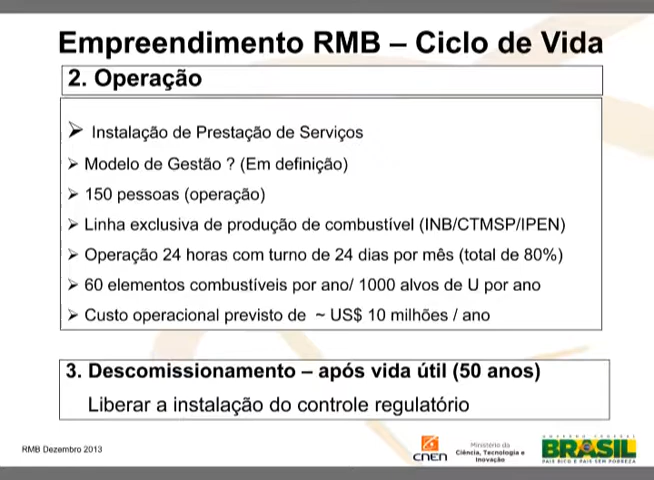 Empreendimento RMB – Ciclo de Vida
2. Operação
➢ Instalação de Prestação de Serviços
➢ Modelo de Gestão ? (Em definição)
➢ 150 pessoas (operação)
➢ Linha exclusiva de produção de combustível (INB/CTMSP/IPEN)
➢ Operação 24 horas com turno de 24 dias por mês (total de 80%)
➢ 60 elementos combustíveis por ano/ 1000 alvos de U por ano
➢ Custo operacional previsto de ~ US$ 10 milhões / ano
3. Descomissionamento – após vida útil (50 anos)
Liberar a instalação do controle regulatório
RMB Dezembro 2013
CNEN
Ministério da
Ciência, Tecnologia e
Inovação
GOVERNO FEDERAL
BRASIL
PAÍS RICO É PAÍS SEM POBREZA